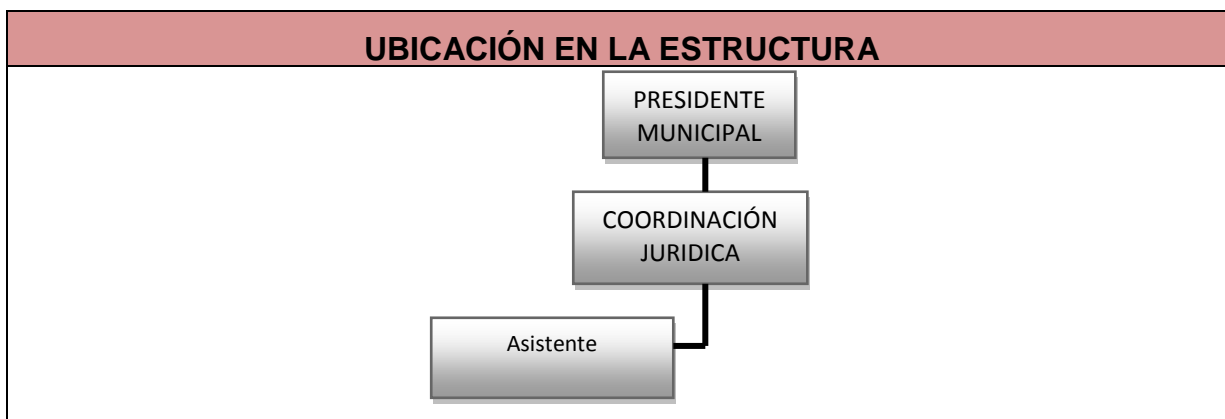 UBICACIÓN EN LA ESTRUCTURA
PRESIDENTE
MUNICIPAL
COORDINACIÓN
JURIDICA
Asistente